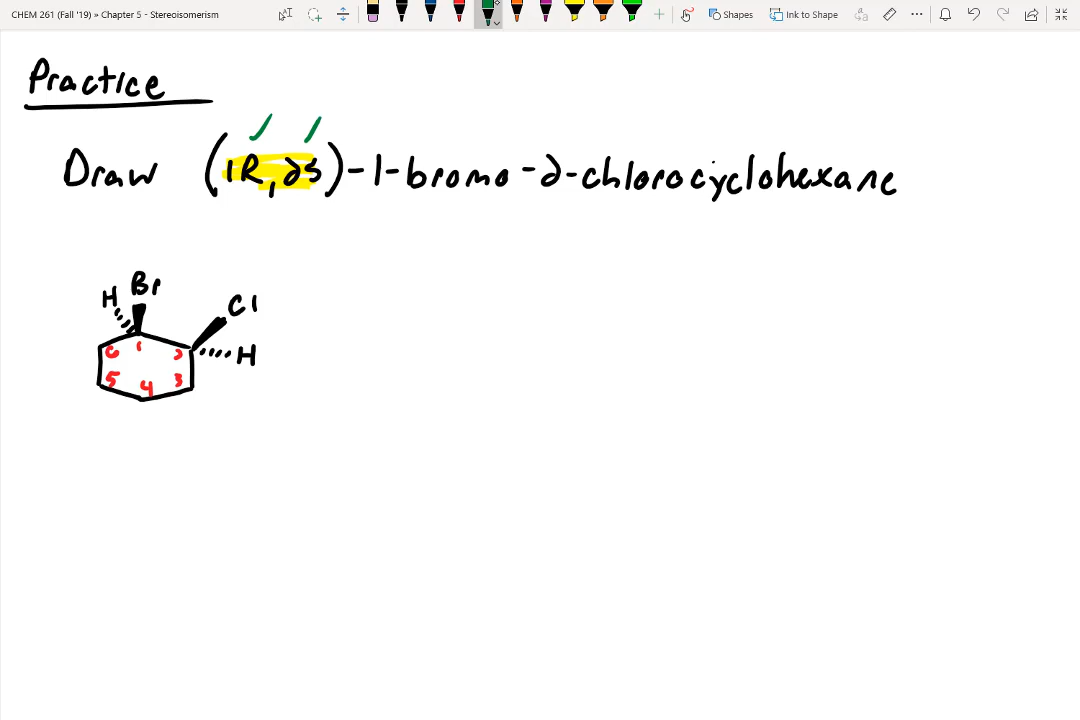 CHEM 261 (Fall '19) » Chapter 5 - Stereoisomerism
Shapes
Ink to Shape
Practice
Draw (1R,2S)-1-bromo-2-chlorocyclohexane
H Br
Cl
6 1 2
H
5 4 3